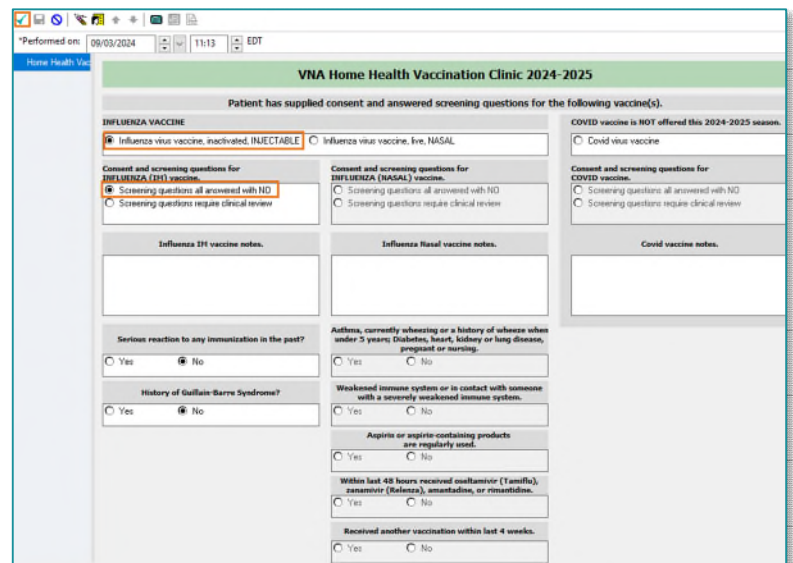 *Performed on: 09/03/2024 11:13 EDT
Home Health Vac
VNA Home Health Vaccination Clinic 2024-2025
Patient has supplied consent and answered screening questions for the following vaccine(s).
INFLUENZA VACCINE
Influenza virus vaccine, inactivated, INJECTABLE
Influenza virus vaccine, live, NASAL
COVID vaccine is NOT offered this 2024-2025 season.
Covid virus vaccine
Consent and screening questions for
INFLUENZA (IM) vaccine.
Screening questions all answered with NO
Screening questions require clinical review
Consent and screening questions for
INFLUENZA (NASAL) vaccine.
Screening questions all answered with NO
Screening questions require clinical review
Consent and screening questions for
COVID vaccine.
Screening questions all answered with NO
Screening questions require clinical review
Influenza IM vaccine notes.
Influenza Nasal vaccine notes.
Covid vaccine notes.
Serious reaction to any immunization in the past?
Yes No
History of Guillain-Barre Syndrome?
Yes No
Asthma, currently wheezing or a history of wheeze when
under 5 years; Diabetes, heart, kidney or lung disease,
pregnant or nursing.
Yes No
Weakened immune system or in contact with someone
with a severely weakened immune system.
Yes No
Aspirin or aspirin-containing products
are regularly used.
Yes No
Within last 48 hours received oseltamivir (Tamiflu),
zanamivir (Relenza), amantadine, or rimantidine.
Yes No
Received another vaccination within last 4 weeks.
Yes No